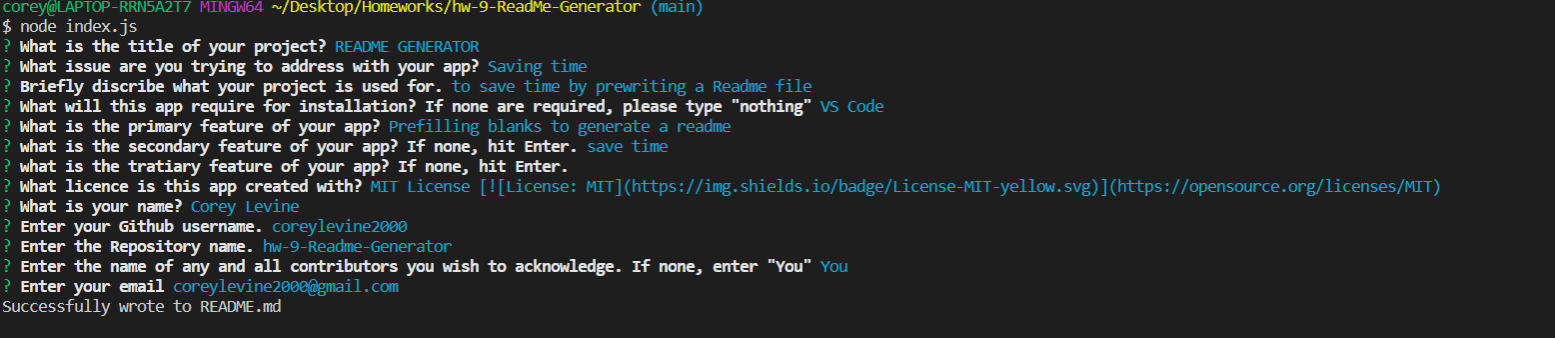 corey@LAPTOP-RRN5A2T7 MINGW64 ~/Desktop/Homeworks/hw-9-ReadMe-Generator (main)
$ node index.js
? What is the title of your project? README GENERATOR
? What issue are you trying to address with your app? Saving time
? Briefly discribe what your project is used for. to save time by prewriting a Readme file
? What will this app require for installation? If none are required, please type "nothing" VS Code
? What is the primary feature of your app? Prefilling blanks to generate a readme
? what is the secondary feature of your app? If none, hit Enter. save time
? what is the tratiary feature of your app? If none, hit Enter.
? What licence is this app created with? MIT License [![License: MIT](https://img.shields.io/badge/License-MIT-yellow.svg)](https://opensource.org/licenses/MIT)
? What is your name? Corey Levine
? Enter your Github username. coreylevine2000
? Enter the Repository name. hw-9-Readme-Generator
? Enter the name of any and all contributors you wish to acknowledge. If none, enter "You" You
? Enter your email coreylevine2000@gmail.com
Successfully wrote to README.md